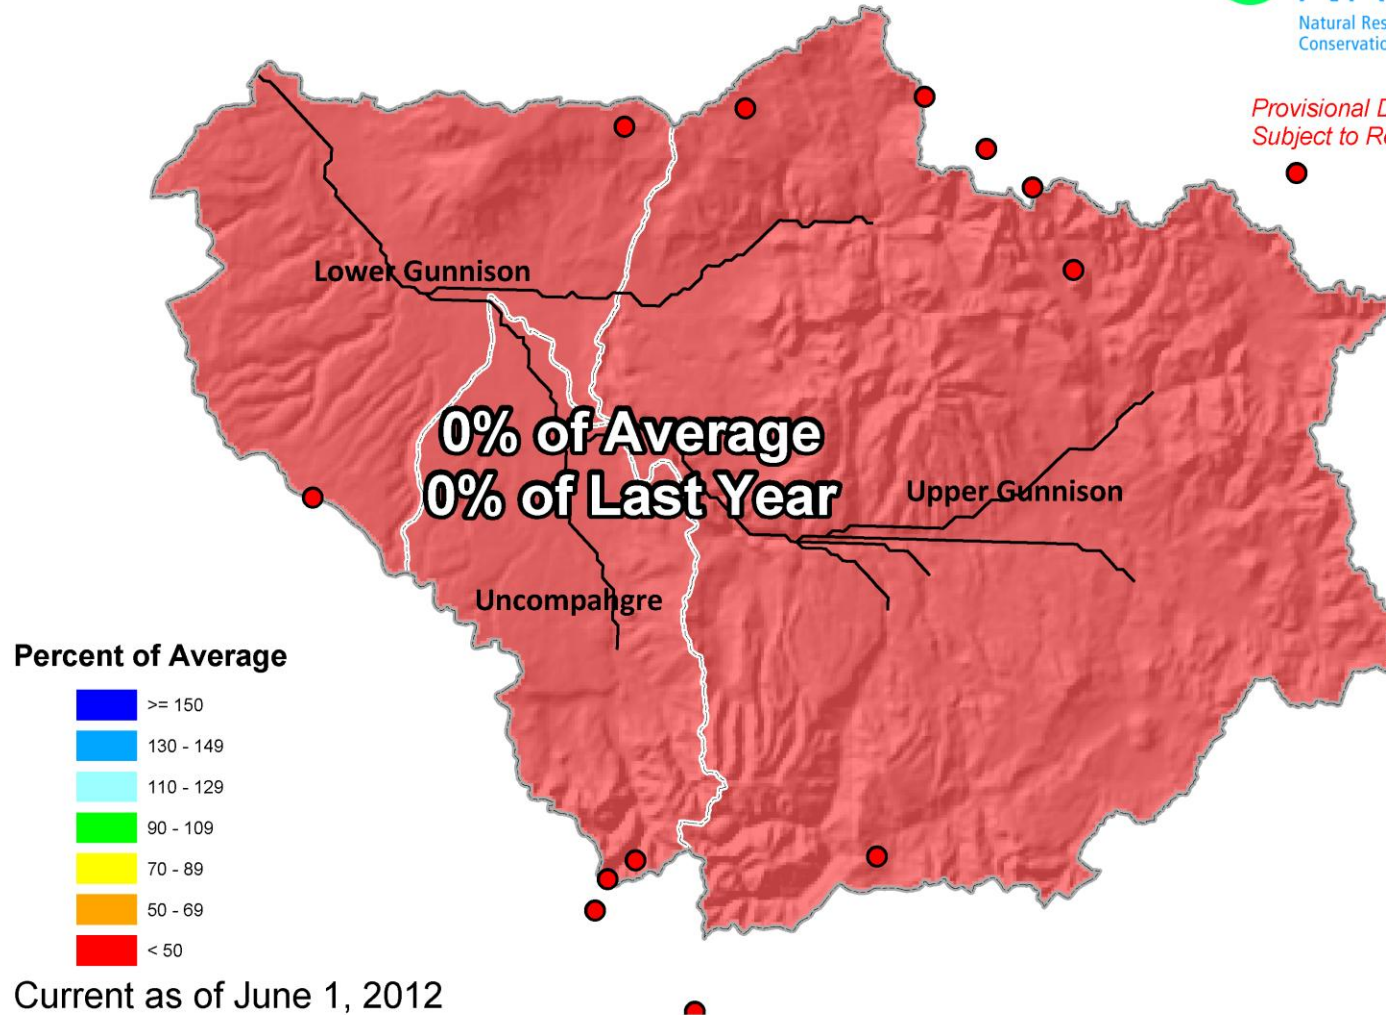 Natural Res
Conservatio
Provisional D
Subject to Re
Lower Gunnison
0% of Average
0% of Last Year
Upper Gunnison
Uncompahgre
Percent of Average
>= 150
130 - 149
110 - 129
90 - 109
70 - 89
50 - 69
< 50
Current as of June 1, 2012